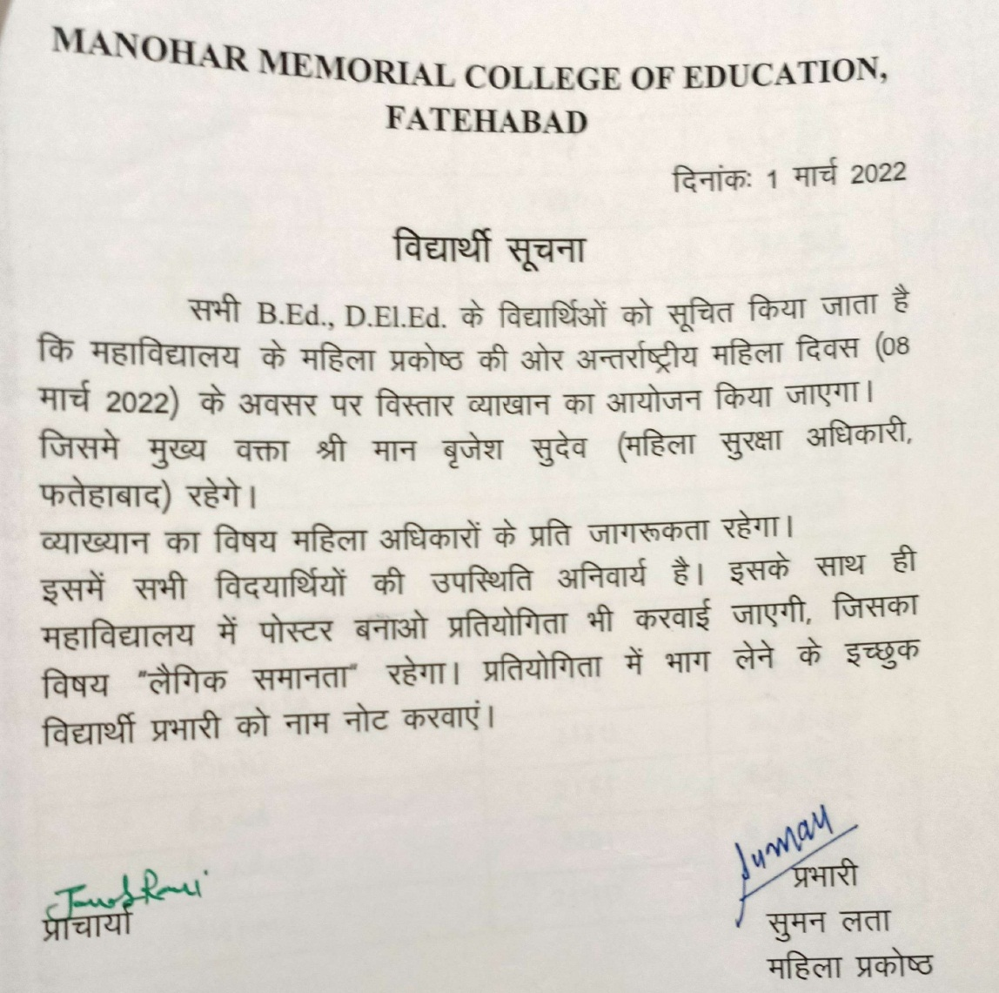 MANOHAR MEMORIAL COLLEGE OF EDUCATION,
FATEHABAD
दिनांकः 1 मार्च 2022
विद्यार्थी सूचना
सभी B.Ed., D.El.Ed. के विद्यार्थिओं को सूचित किया जाता है
कि महाविद्यालय के महिला प्रकोष्ठ की ओर अन्तर्राष्ट्रीय महिला दिवस (08
मार्च 2022) के अवसर पर विस्तार व्याखान का आयोजन किया जाएगा।
जिसमे मुख्य वक्ता श्री मान बृजेश सुदेव (महिला सुरक्षा अधिकारी,
फतेहाबाद) रहेगे।
व्याख्यान का विषय महिला अधिकारों के प्रति जागरूकता रहेगा।
इसमें सभी विदयार्थियों की उपस्थिति अनिवार्य है। इसके साथ ही
महाविद्यालय में पोस्टर बनाओ प्रतियोगिता भी करवाई जाएगी, जिसका
विषय "लैगिक समानता" रहेगा। प्रतियोगिता में भाग लेने के इच्छुक
विद्यार्थी प्रभारी को नाम नोट करवाएं।
Suman
प्रभारी
प्राचार्या
सुमन लता
महिला प्रकोष्ठ